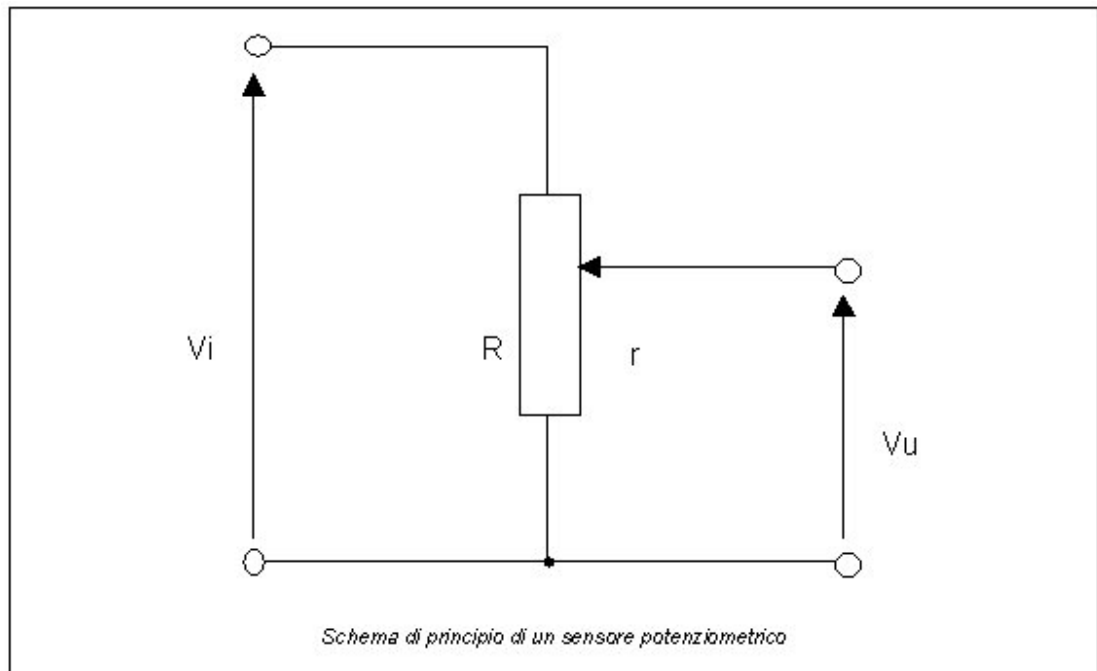 Vi
R
r
Vu
Schema di principio di un sensore potenziometrico